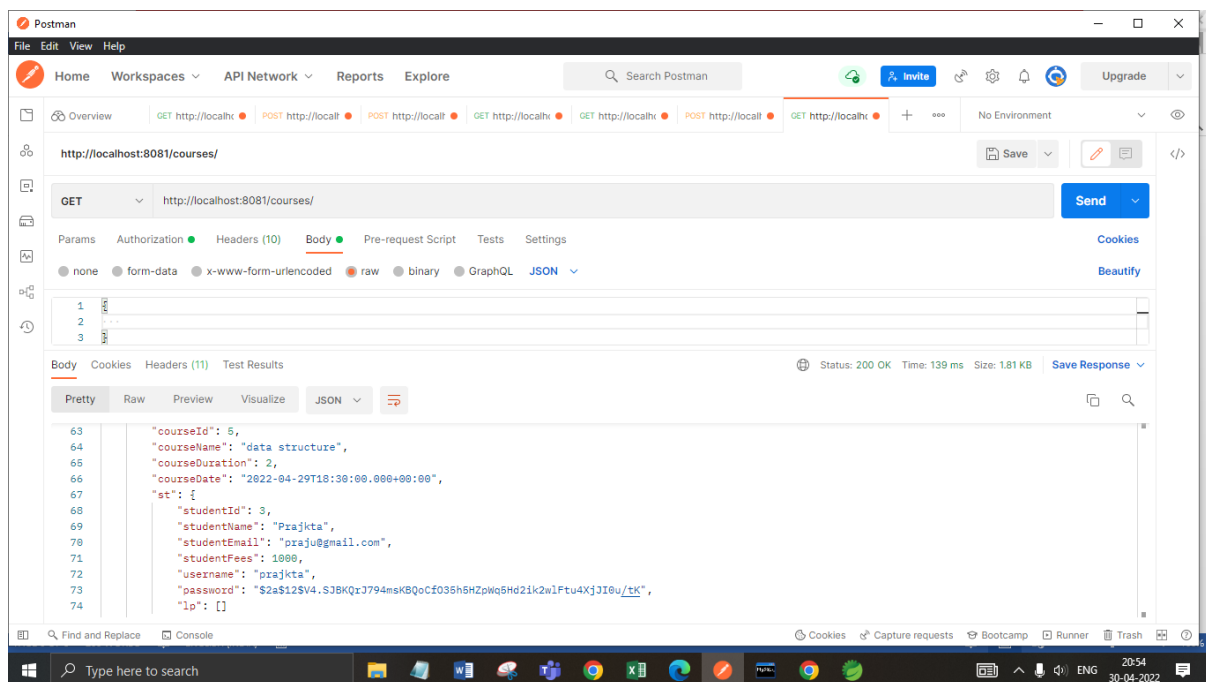 Postman
File Edit View Help
Home Workspaces API Network Reports Explore Search Postman Invite Upgrade
Overview GET http://localho POST http://localh POST http://localh GET http://localho GET http://localho POST http://localh GET http://localho + ooo No Environment
http://localhost:8081/courses/ Save
GET http://localhost:8081/courses/ Send
Params Authorization Headers (10) Body Pre-request Script Tests Settings Cookies
none form-data x-www-form-urlencoded raw binary GraphQL JSON Beautify
1 {
2 ...
3 }
Body Cookies Headers (11) Test Results Status: 200 OK Time: 139 ms Size: 1.81 KB Save Response
Pretty Raw Preview Visualize JSON
63 "courseId": 5,
64 "courseName": "data structure",
65 "courseDuration": 2,
66 "courseDate": "2022-04-29T18:30:00.000+00:00",
67 "st": {
68 "studentId": 3,
69 "studentName": "Prajkta",
70 "studentEmail": "praju@gmail.com",
71 "studentFees": 1000,
72 "username": "prajkta",
73 "password": "$2a$12$V4.SJBKQrJ794msKBQoCfO35h5HZpWq5Hd2ik2wlFtu4XjJI0u/tK",
74 "lp": []
Find and Replace Console Cookies Capture requests Bootcamp Runner Trash
Type here to search ENG 20:54
30-04-2022